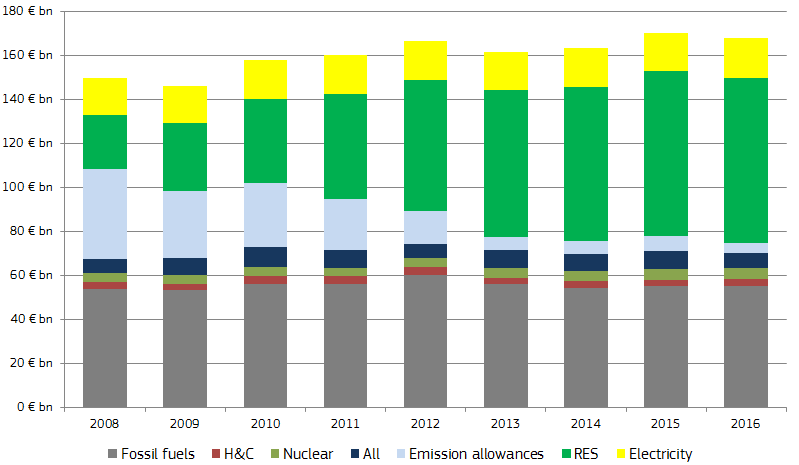 180 € bn
160 € bn
140 € bn
120 € bn
100 € bn
80 € bn
60 € bn
40 € bn
20 € bn
0 € bn
2008 2009 2010 2011 2012 2013 2014 2015 2016
Fossil fuels H&C Nuclear All Emission allowances RES Electricity